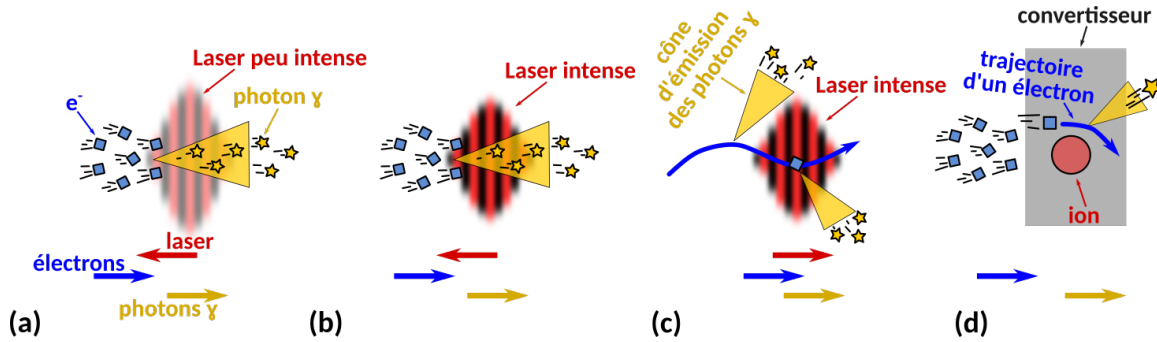 Laser peu intense
e-
photon ɣ
laser
électrons
photons ɣ
(a)
Laser intense
(b)
cône
d'émission
des photons ɣ
Laser intense
(c)
convertisseur
trajectoire
d'un électron
ion
(d)